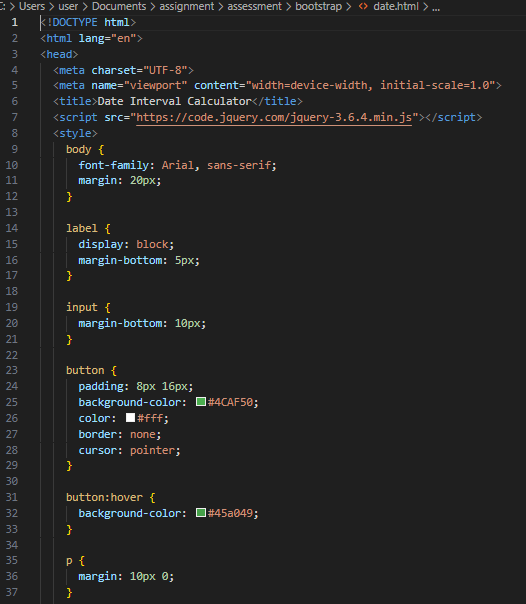 C: > Users > user > Documents > assignment > assessment > bootstrap > <> date.html > ...
1 <!DOCTYPE html>
2 <html lang="en">
3 <head>
4 <meta charset="UTF-8">
5 <meta name="viewport" content="width=device-width, initial-scale=1.0">
6 <title>Date Interval Calculator</title>
7 <script src="https://code.jquery.com/jquery-3.6.4.min.js"></script>
8 <style>
9 body {
10 font-family: Arial, sans-serif;
11 margin: 20px;
12 }
13
14 label {
15 display: block;
16 margin-bottom: 5px;
17 }
18
19 input {
20 margin-bottom: 10px;
21 }
22
23 button {
24 padding: 8px 16px;
25 background-color: #4CAF50;
26 color: #fff;
27 border: none;
28 cursor: pointer;
29 }
30
31 button:hover {
32 background-color: #45a049;
33 }
34
35 p {
36 margin: 10px 0;
37 }